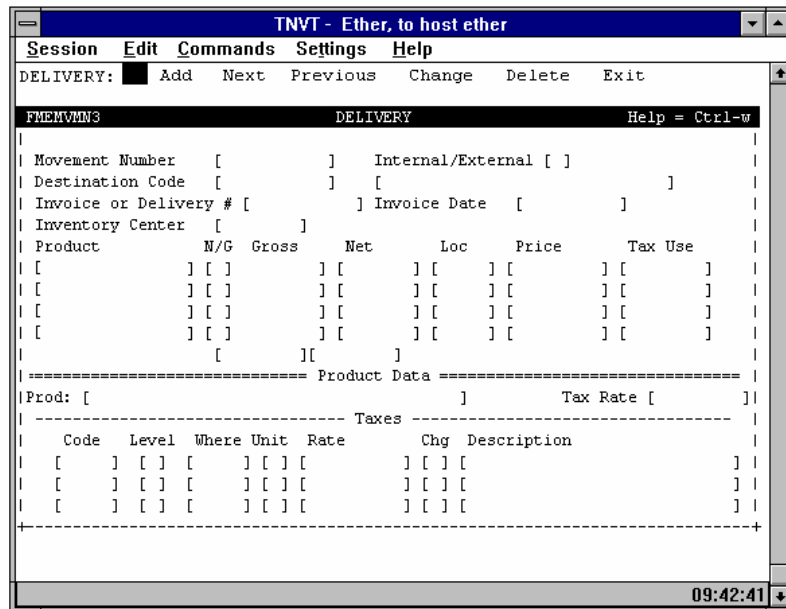 TNVT - Ether, to host ether
Session Edit Commands Settings Help
DELIVERY: Add Next Previous Change Delete Exit
FMEMVMN3 DELIVERY Help = Ctrl-w
Movement Number [ ] Internal/External [ ]
Destination Code [ ] [ ]
Invoice or Delivery # [ ] Invoice Date [ ]
Inventory Center [ ]
Product N/G Gross Net Loc Price Tax Use
[ ] [ ] [ ] [ ] [ ] [ ] [ ]
[ ] [ ] [ ] [ ] [ ] [ ] [ ]
[ ] [ ] [ ] [ ] [ ] [ ] [ ]
[ ] [ ] [ ] [ ] [ ] [ ] [ ]
[ ][ ]
============================== Product Data ================================
Prod: [ ] Tax Rate [ ]
--------------------------------- Taxes -----------------------------------
Code Level Where Unit Rate Chg Description
[ ] [ ] [ ] [ ] [ ] [ ] [ ]
[ ] [ ] [ ] [ ] [ ] [ ] [ ]
[ ] [ ] [ ] [ ] [ ] [ ] [ ]
09:42:41